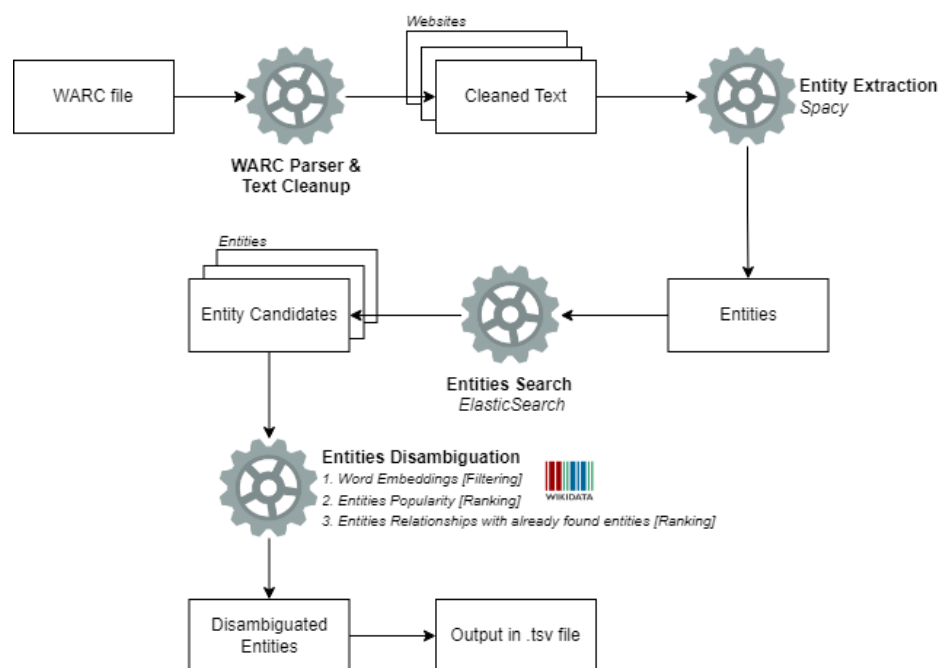 Websites
WARC file
Cleaned Text
Entity Extraction
Spacy
WARC Parser &
Text Cleanup
Entities
Entity Candidates
Entities
Entities Search
ElasticSearch
Entities Disambiguation
1. Word Embeddings [Filtering]
2. Entities Popularity [Ranking]
3. Entities Relationships with already found entities [Ranking]
WIKIDATA
Disambiguated
Entities
Output in .tsv file